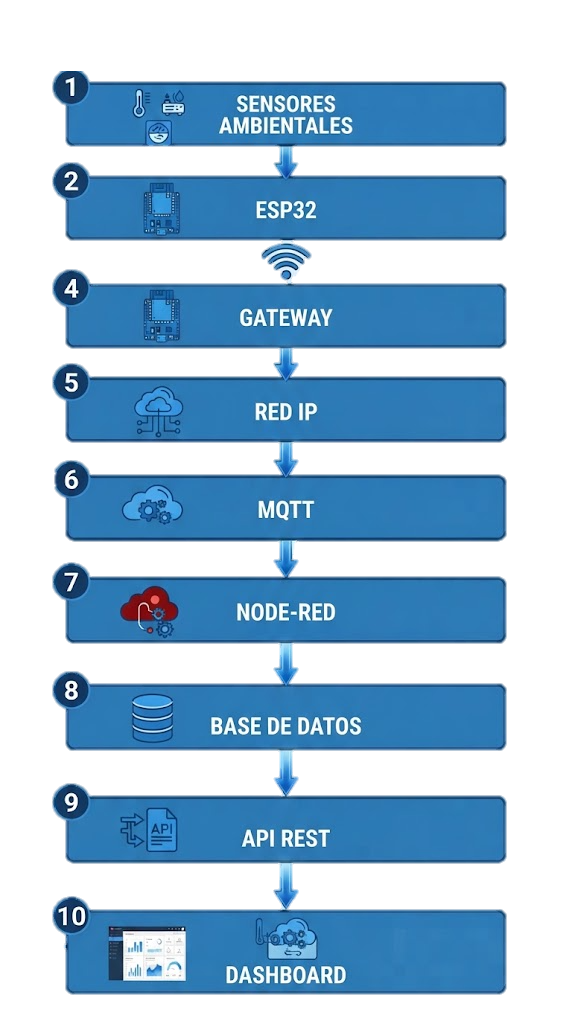 1
SENSORES
AMBIENTALES
2
ESP32
4
GATEWAY
5
RED IP
6
MQTT
7
NODE-RED
8
BASE DE DATOS
9
API
API REST
10
DASHBOARD